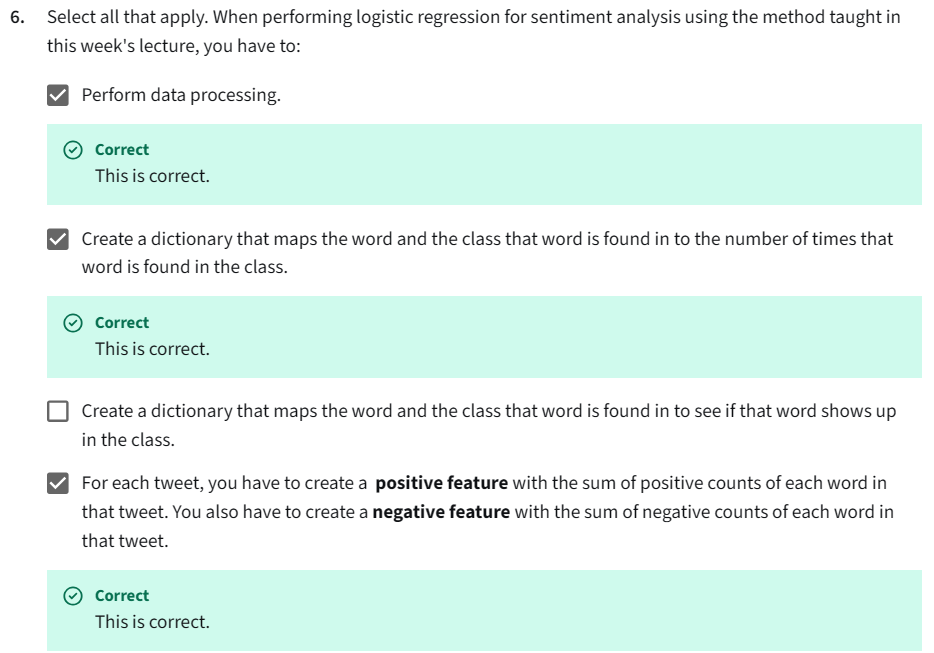 6. Select all that apply. When performing logistic regression for sentiment analysis using the method taught in
this week's lecture, you have to:
Perform data processing.
Correct
This is correct.
Create a dictionary that maps the word and the class that word is found in to the number of times that
word is found in the class.
Correct
This is correct.
Create a dictionary that maps the word and the class that word is found in to see if that word shows up
in the class.
For each tweet, you have to create a positive feature with the sum of positive counts of each word in
that tweet. You also have to create a negative feature with the sum of negative counts of each word in
that tweet.
Correct
This is correct.